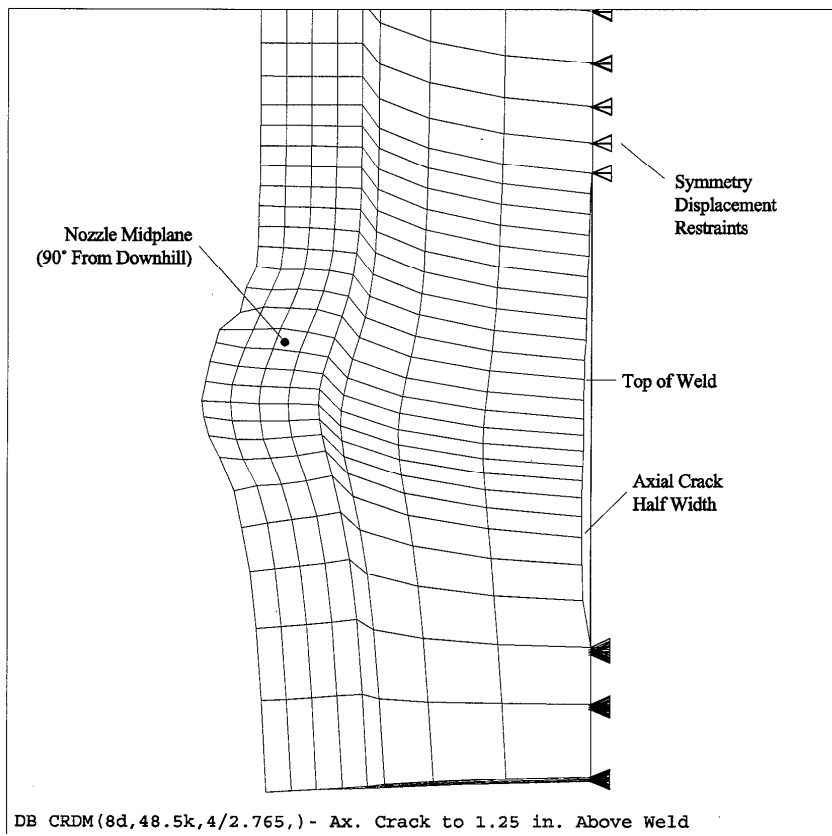 Symmetry
Displacement
Restraints
Nozzle Midplane
(90° From Downhill)
Top of Weld
Axial Crack
Half Width
DB CRDM(8d,48.5k,4/2.765,)- Ax. Crack to 1.25 in. Above Weld